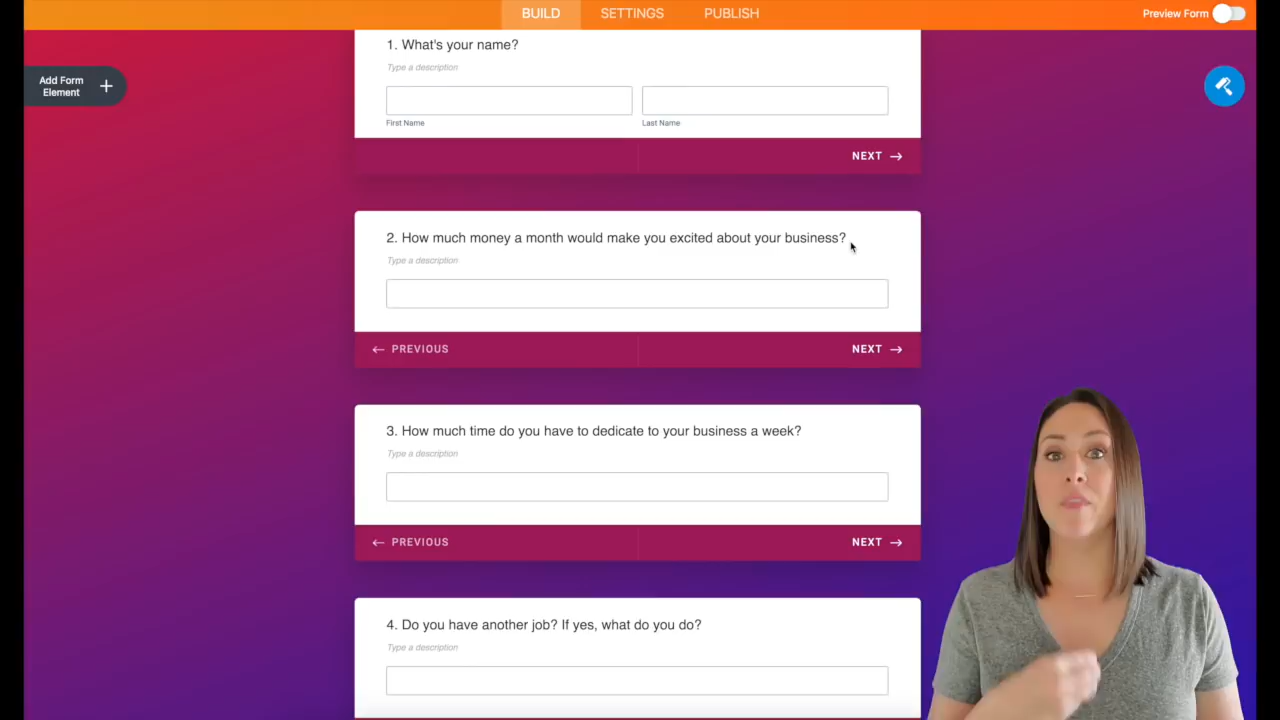 BUILD SETTINGS PUBLISH Preview Form
Add Form
Element +
1. What's your name?
Type a description
First Name Last Name
NEXT →
2. How much money a month would make you excited about your business?
Type a description
← PREVIOUS NEXT →
3. How much time do you have to dedicate to your business a week?
Type a description
← PREVIOUS NEXT →
4. Do you have another job? If yes, what do you do?
Type a description